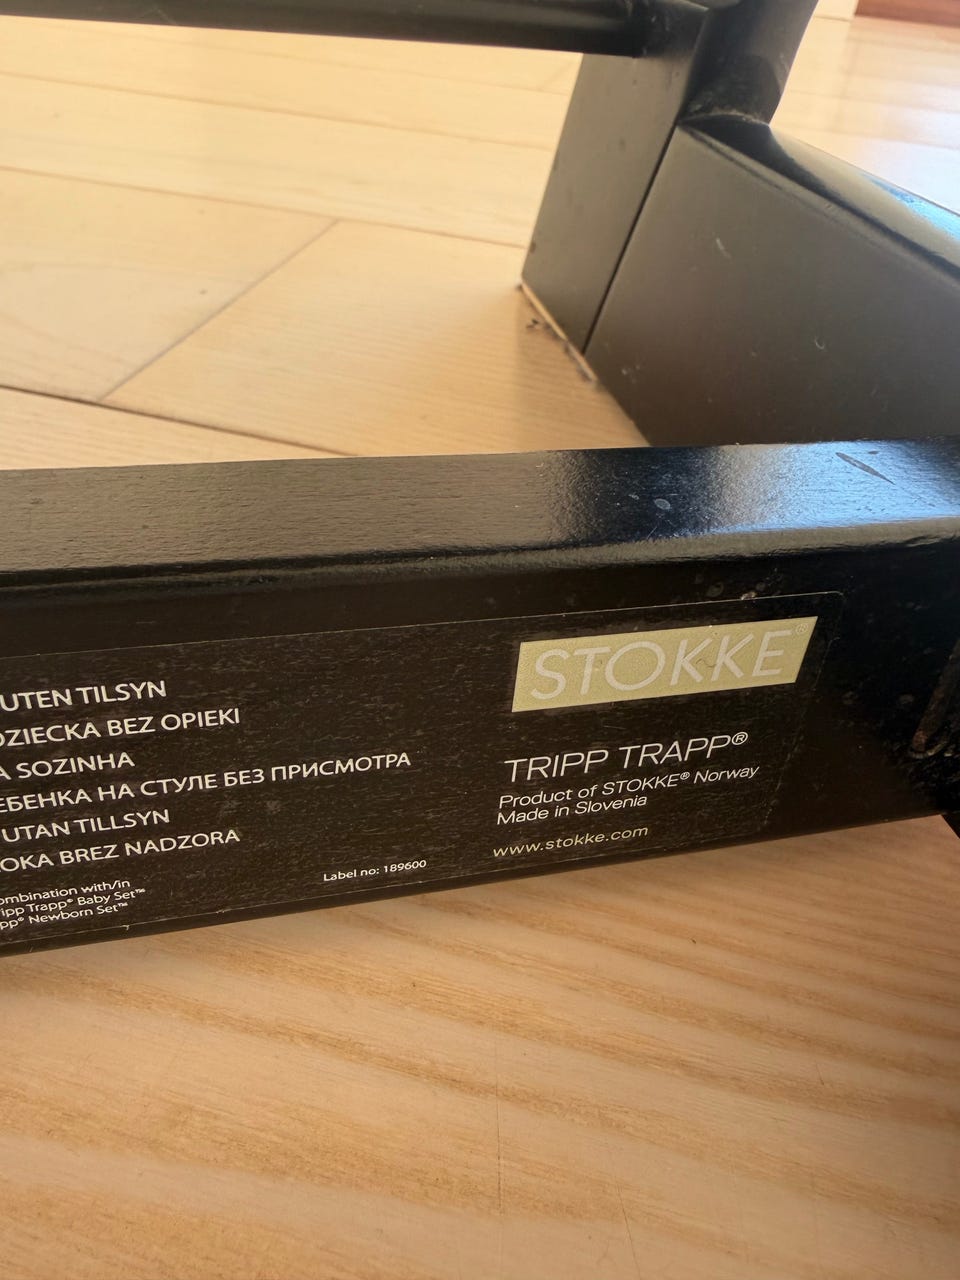 UTEN TILSYN
DZIECKA BEZ OPIEKI
A SOZINHA
ЕБЕНКА НА СТУЛЕ БЕЗ ПРИСМОТРА
UTAN TILLSYN
OKA BREZ NADZORA
ombination with/in
ipp Trapp® Baby Set™
pp® Newborn Set™
Label no: 189600
STOKKE®
TRIPP TRAPP®
Product of STOKKE® Norway
Made in Slovenia
www.stokke.com